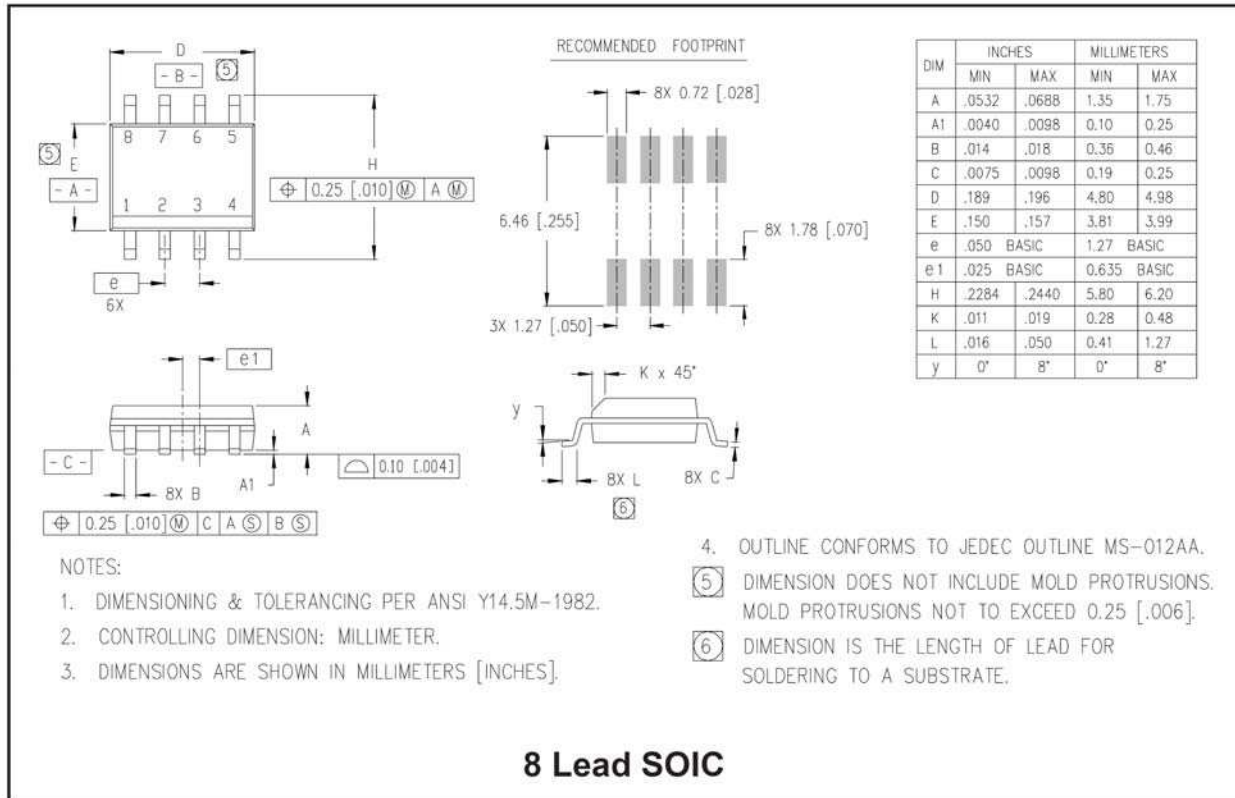 D
- B - 5
8 7 6 5
5 E
- A -
H
⌖ 0.25 [.010] Ⓜ A Ⓜ
1 2 3 4
e
6X
RECOMMENDED FOOTPRINT
8X 0.72 [.028]
6.46 [.255]
8X 1.78 [.070]
3X 1.27 [.050]
DIM INCHES MILLIMETERS
MIN MAX MIN MAX
A .0532 .0688 1.35 1.75
A1 .0040 .0098 0.10 0.25
B .014 .018 0.36 0.46
C .0075 .0098 0.19 0.25
D .189 .196 4.80 4.98
E .150 .157 3.81 3.99
e .050 BASIC 1.27 BASIC
e1 .025 BASIC 0.635 BASIC
H .2284 .2440 5.80 6.20
K .011 .019 0.28 0.48
L .016 .050 0.41 1.27
y 0° 8° 0° 8°
e1
A
- C -
A1
8X B
⌓ 0.10 [.004]
⌖ 0.25 [.010] Ⓜ C A Ⓢ B Ⓢ
K x 45°
y
8X L
6
8X C
NOTES:
1. DIMENSIONING & TOLERANCING PER ANSI Y14.5M-1982.
2. CONTROLLING DIMENSION: MILLIMETER.
3. DIMENSIONS ARE SHOWN IN MILLIMETERS [INCHES].
4. OUTLINE CONFORMS TO JEDEC OUTLINE MS-012AA.
5 DIMENSION DOES NOT INCLUDE MOLD PROTRUSIONS.
MOLD PROTRUSIONS NOT TO EXCEED 0.25 [.006].
6 DIMENSION IS THE LENGTH OF LEAD FOR
SOLDERING TO A SUBSTRATE.
8 Lead SOIC